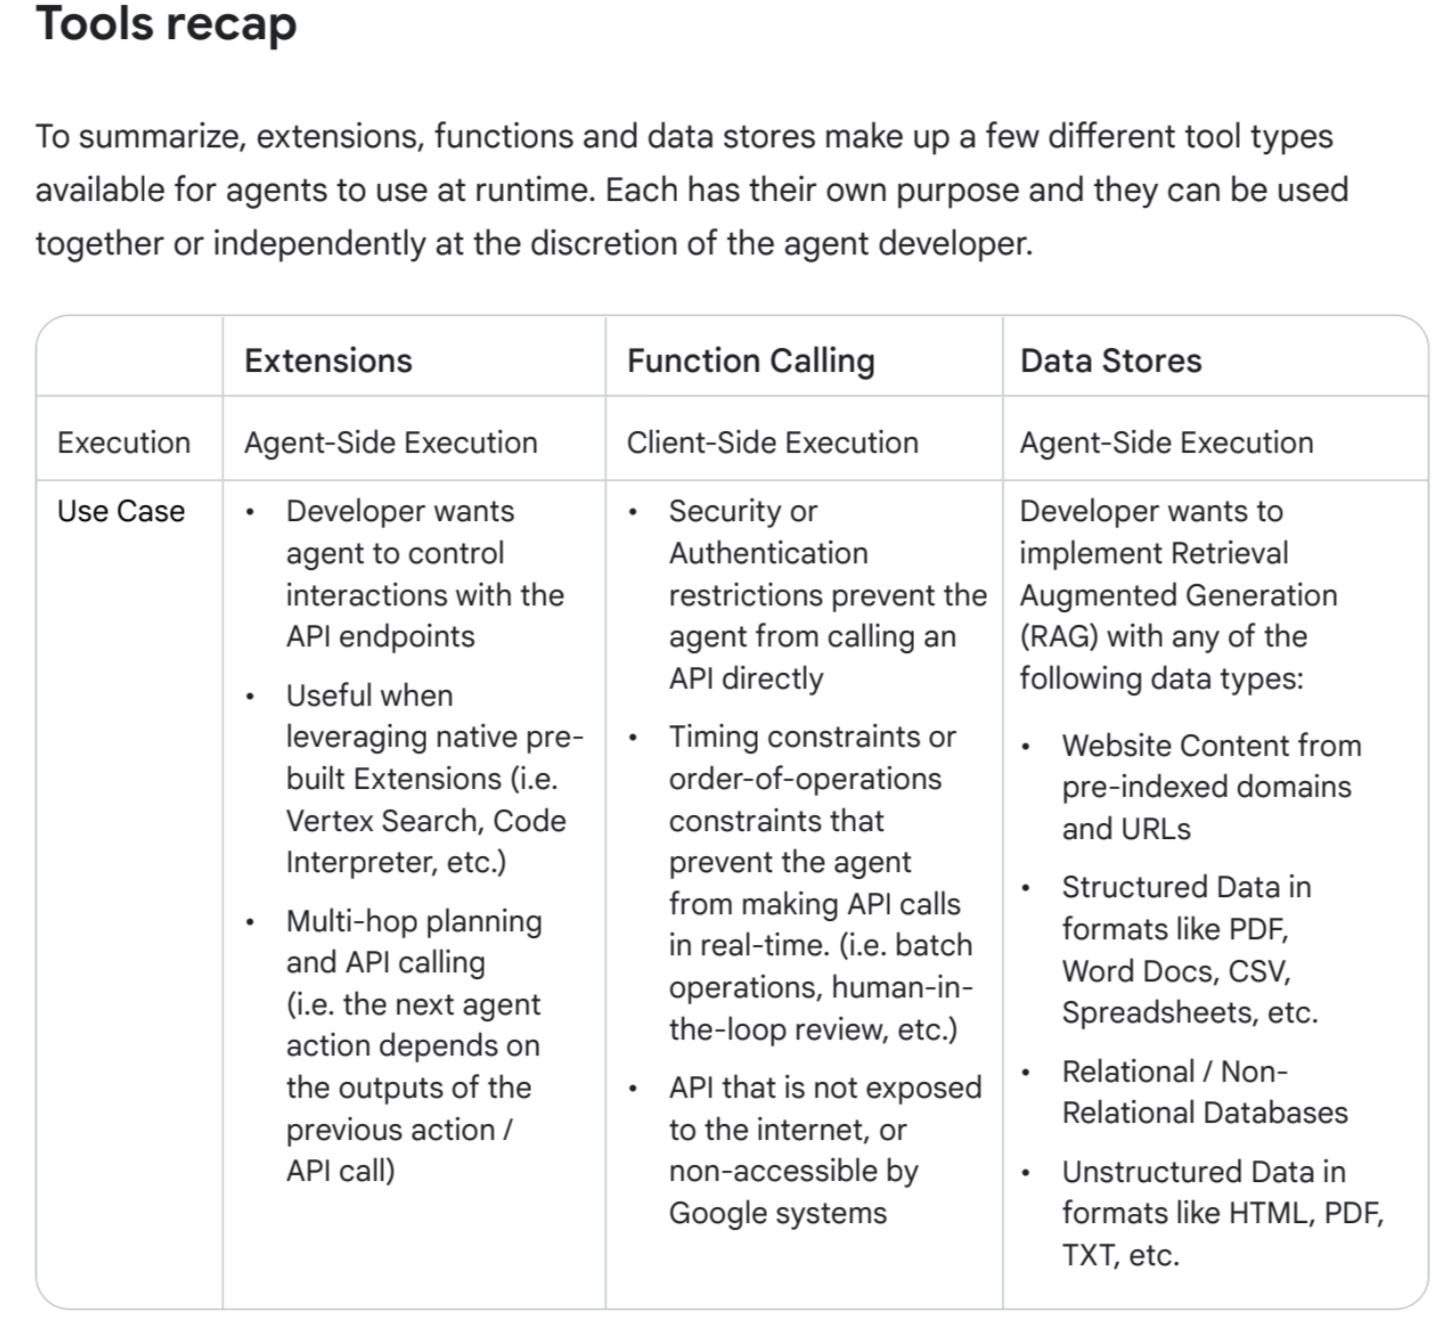 Tools recap
To summarize, extensions, functions and data stores make up a few different tool types
available for agents to use at runtime. Each has their own purpose and they can be used
together or independently at the discretion of the agent developer.
Extensions Function Calling Data Stores
Execution Agent-Side Execution Client-Side Execution Agent-Side Execution
Use Case
• Developer wants
agent to control
interactions with the
API endpoints
• Useful when
leveraging native pre-
built Extensions (i.e.
Vertex Search, Code
Interpreter, etc.)
• Multi-hop planning
and API calling
(i.e. the next agent
action depends on
the outputs of the
previous action /
API call)
• Security or
Authentication
restrictions prevent the
agent from calling an
API directly
• Timing constraints or
order-of-operations
constraints that
prevent the agent
from making API calls
in real-time. (i.e. batch
operations, human-in-
the-loop review, etc.)
• API that is not exposed
to the internet, or
non-accessible by
Google systems
Developer wants to
implement Retrieval
Augmented Generation
(RAG) with any of the
following data types:
• Website Content from
pre-indexed domains
and URLs
• Structured Data in
formats like PDF,
Word Docs, CSV,
Spreadsheets, etc.
• Relational / Non-
Relational Databases
• Unstructured Data in
formats like HTML, PDF,
TXT, etc.